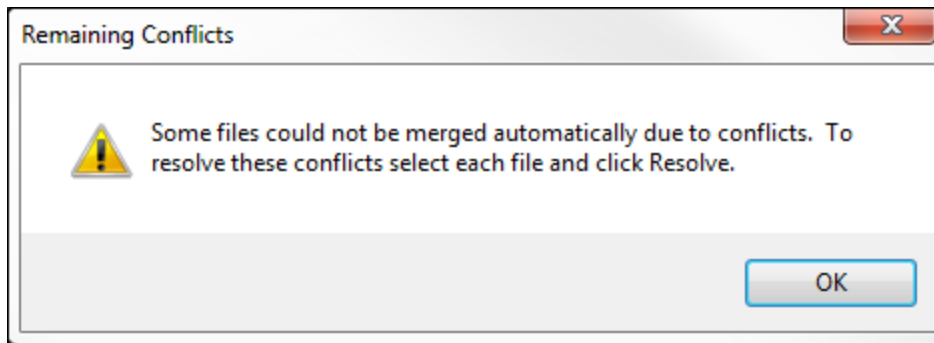 Remaining Conflicts
Some files could not be merged automatically due to conflicts.  To
resolve these conflicts select each file and click Resolve.
OK